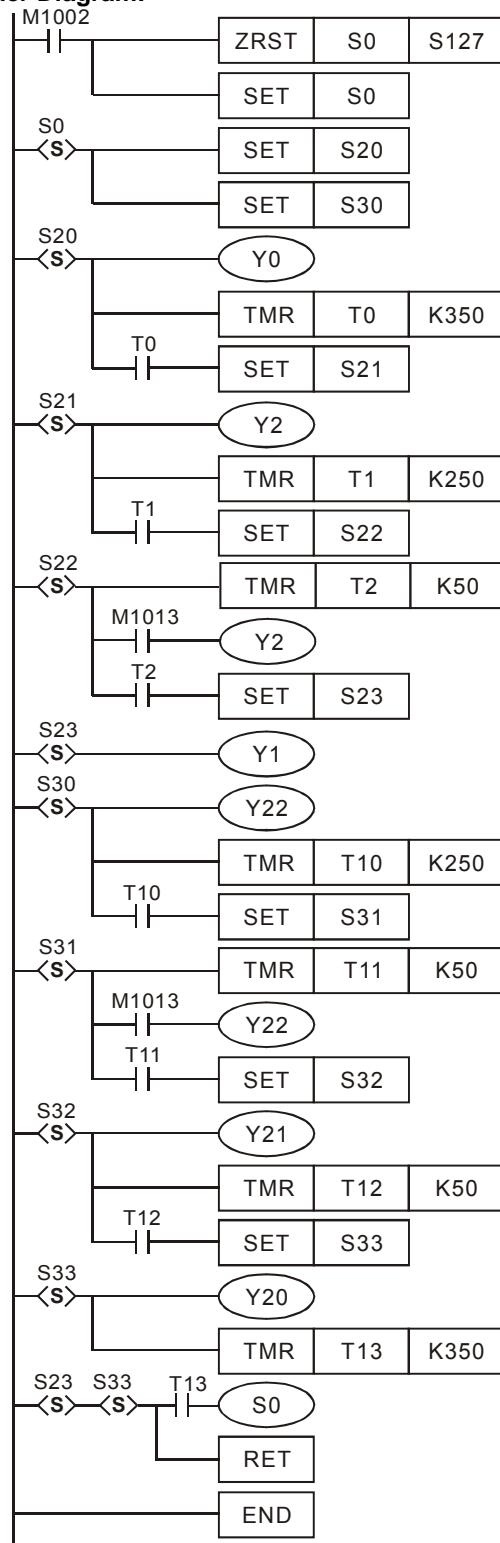 M1002
ZRST S0 S127
SET S0
S0
S SET S20
SET S30
S20
S Y0
TMR T0 K350
T0
SET S21
S21
S Y2
TMR T1 K250
T1
SET S22
S22
S TMR T2 K50
M1013
Y2
T2
SET S23
S23
S Y1
S30
S Y22
TMR T10 K250
T10
SET S31
S31
S TMR T11 K50
M1013
Y22
T11
SET S32
S32
S Y21
TMR T12 K50
T12
SET S33
S33
S Y20
TMR T13 K350
S23 S33 T13
S S S0
RET
END